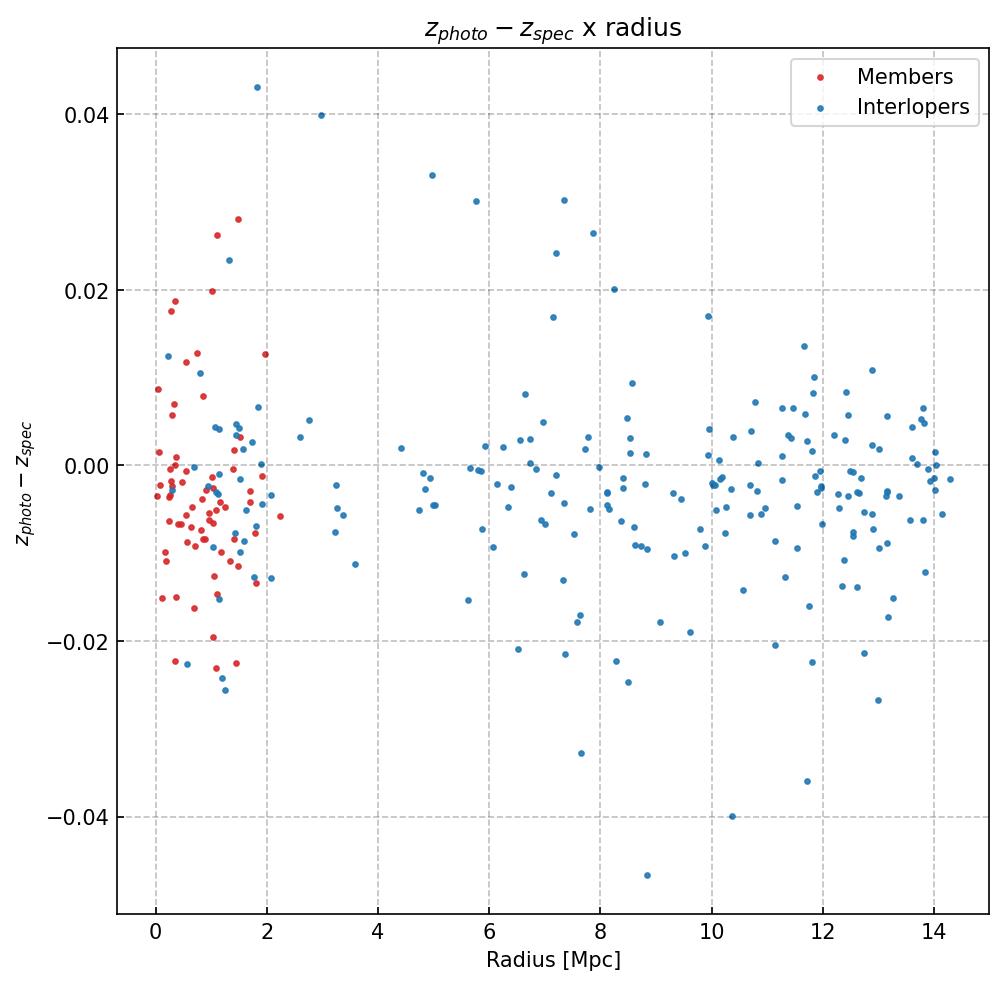 z_photo − z_spec x radius
Members
Interlopers
0.04
0.02
0.00
−0.02
−0.04
z_photo − z_spec
0 2 4 6 8 10 12 14
Radius [Mpc]